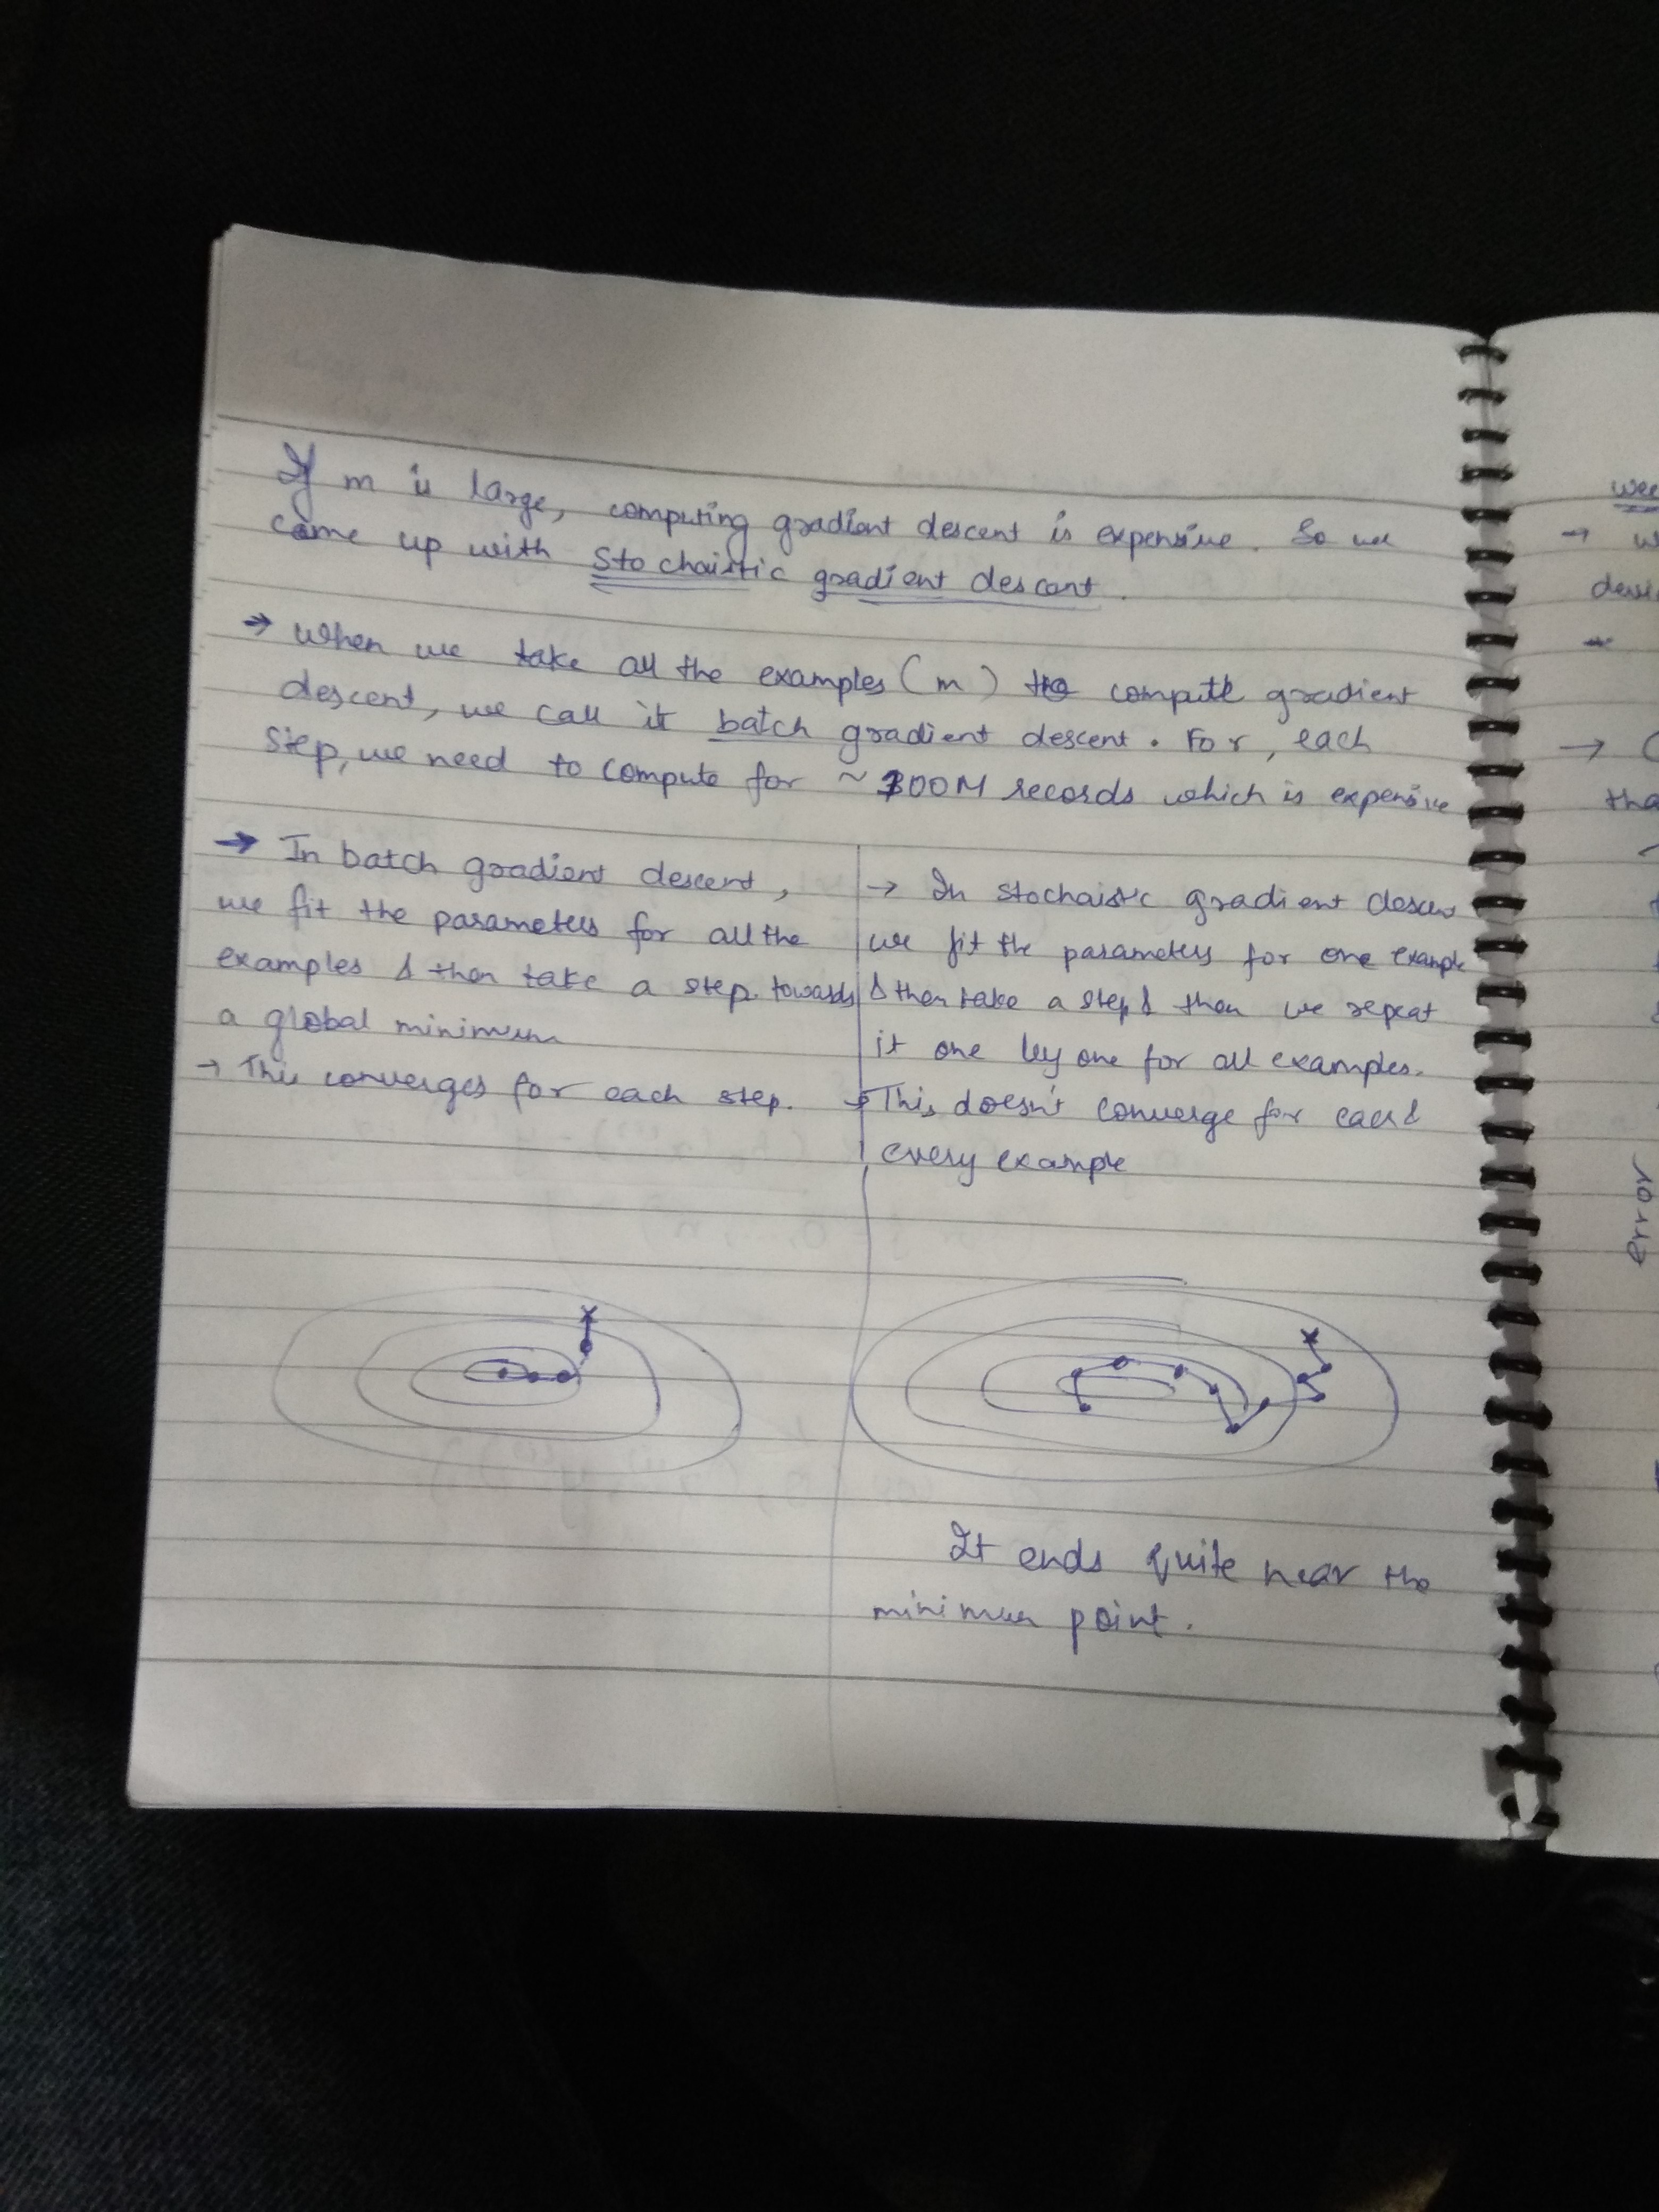 If m is large, computing gradient descent is expensive. So we
came up with Stochaistic gradient descent.
→ When we take all the examples (m) to compute gradient
descent, we call it batch gradient descent. For, each
step, we need to compute for ~ 300M records which is expensive
→ In batch gradient descent,
we fit the parameters for all the
examples & then take a step towards
a global minimum
→ This converges for each step.
→ In stochaistic gradient descen
we fit the parameters for one example
& then take a step & then we repeat
it one by one for all examples.
→ This doesn't converge for each &
every example
It ends quite near the
minimum point.
wee
→ w
→
tha
error